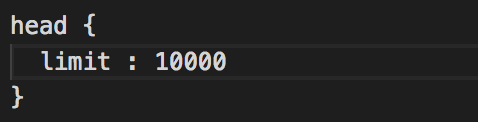 head {
  limit : 10000
}